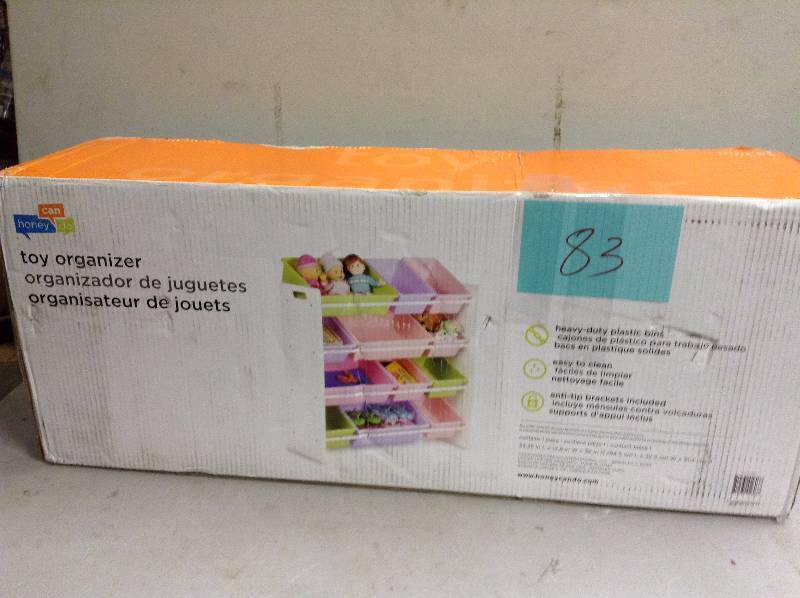 toy
organizer
honey
can
do
toy organizer
organizador de juguetes
organisateur de jouets
83
heavy-duty plastic bins
cajones de plástico para trabajo pesado
bacs en plastique solides
easy to clean
fáciles de limpiar
nettoyage facile
anti-tip brackets included
incluye ménsulas contra volcaduras
supports d'appui inclus
www.honeycando.com